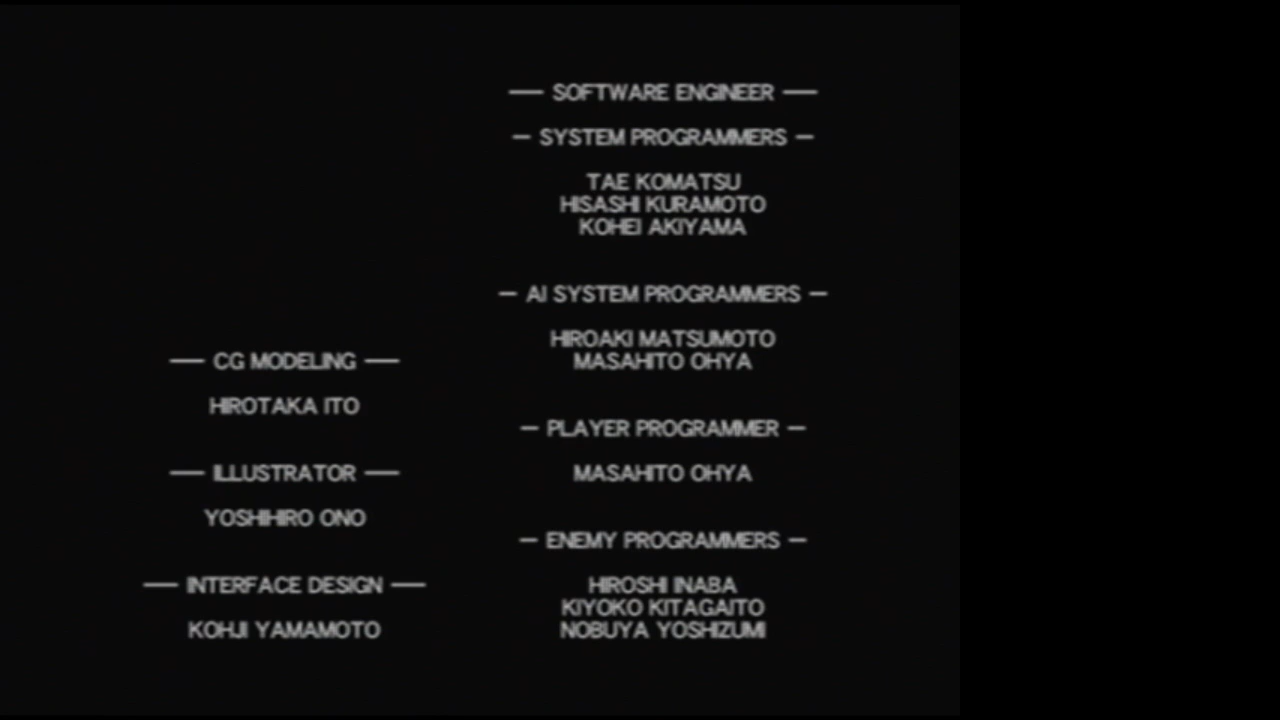 — CG MODELING —
HIROTAKA ITO
— ILLUSTRATOR —
YOSHIHIRO ONO
— INTERFACE DESIGN —
KOHJI YAMAMOTO
— SOFTWARE ENGINEER —
– SYSTEM PROGRAMMERS –
TAE KOMATSU
HISASHI KURAMOTO
KOHEI AKIYAMA
– AI SYSTEM PROGRAMMERS –
HIROAKI MATSUMOTO
MASAHITO OHYA
– PLAYER PROGRAMMER –
MASAHITO OHYA
– ENEMY PROGRAMMERS –
HIROSHI INABA
KIYOKO KITAGAITO
NOBUYA YOSHIZUMI